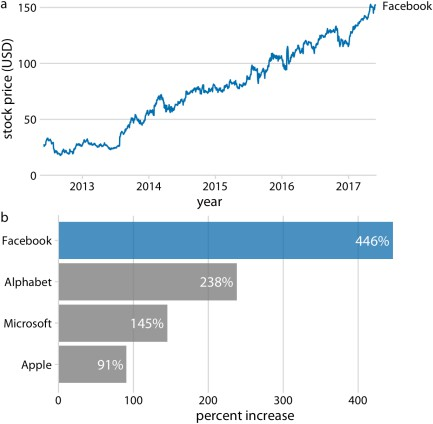 a
Facebook
150
100
50
0
stock price (USD)
2013 2014 2015 2016 2017
year
b
Facebook 446%
Alphabet 238%
Microsoft 145%
Apple 91%
0 100 200 300 400
percent increase